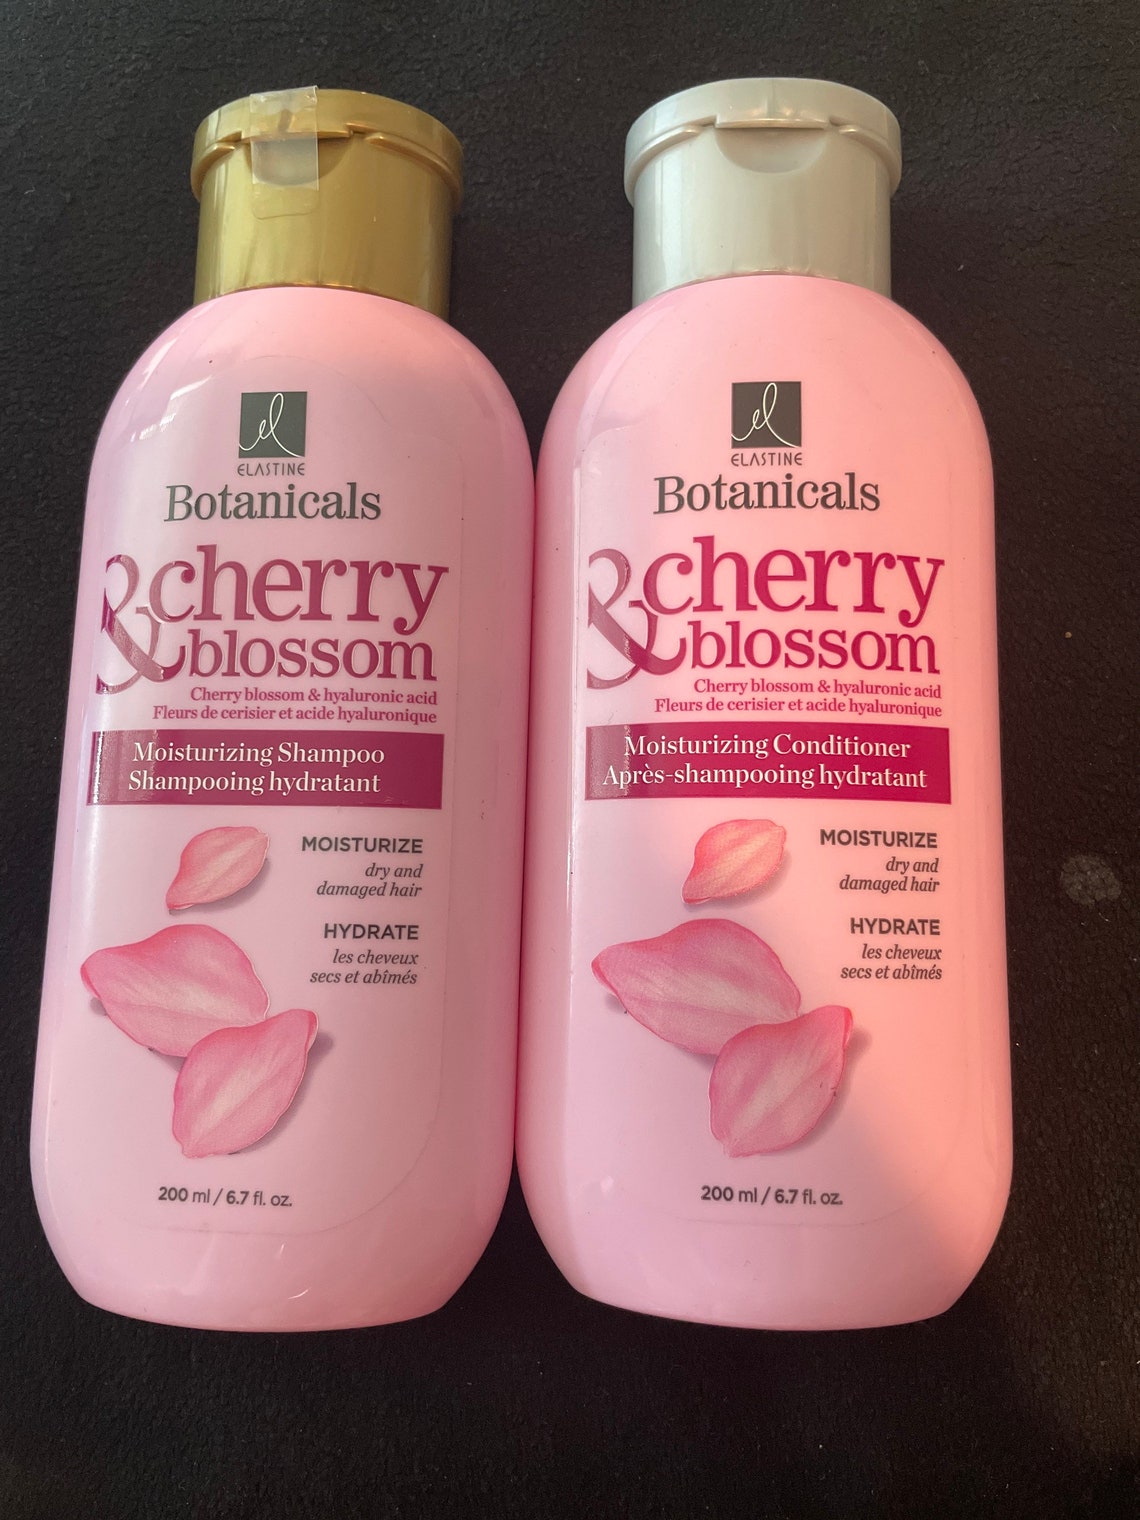 el
ELASTINE
Botanicals
& cherry
blossom
Cherry blossom & hyaluronic acid
Fleurs de cerisier et acide hyaluronique
Moisturizing Shampoo
Shampooing hydratant
MOISTURIZE
dry and
damaged hair
HYDRATE
les cheveux
secs et abîmés
200 ml / 6.7 fl. oz.
el
ELASTINE
Botanicals
& cherry
blossom
Cherry blossom & hyaluronic acid
Fleurs de cerisier et acide hyaluronique
Moisturizing Conditioner
Après-shampooing hydratant
MOISTURIZE
dry and
damaged hair
HYDRATE
les cheveux
secs et abîmés
200 ml / 6.7 fl. oz.